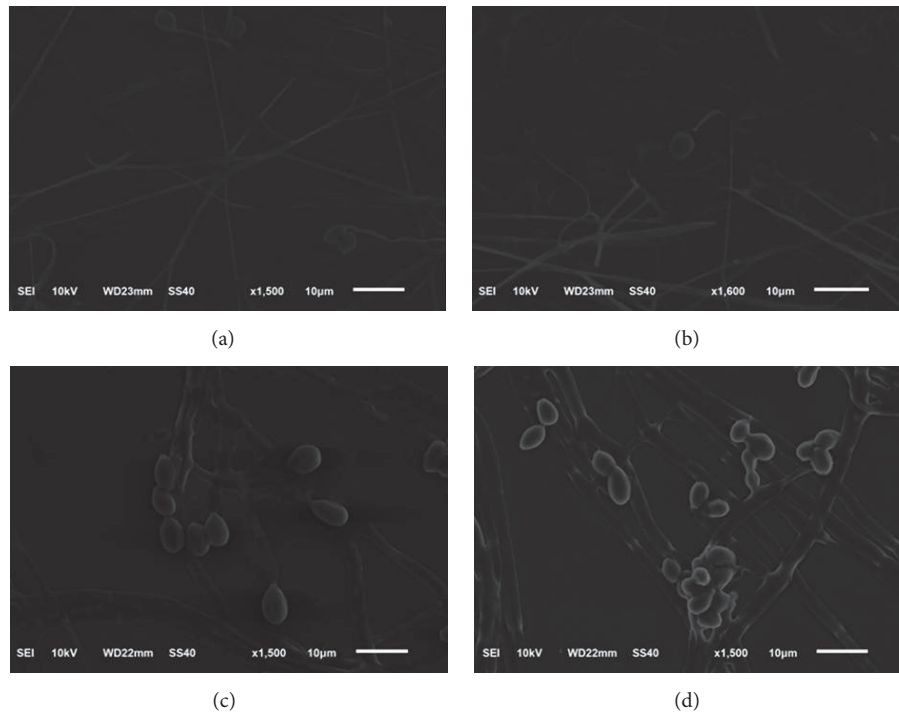 SEI 10kV WD23mm SS40 x1,500 10µm
(a)
SEI 10kV WD23mm SS40 x1,600 10µm
(b)
SEI 10kV WD22mm SS40 x1,500 10µm
(c)
SEI 10kV WD22mm SS40 x1,500 10µm
(d)